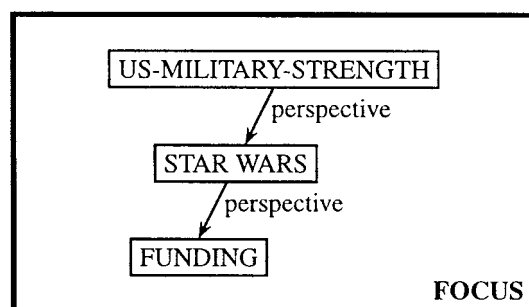 US-MILITARY-STRENGTH
perspective
STAR WARS
perspective
FUNDING
FOCUS